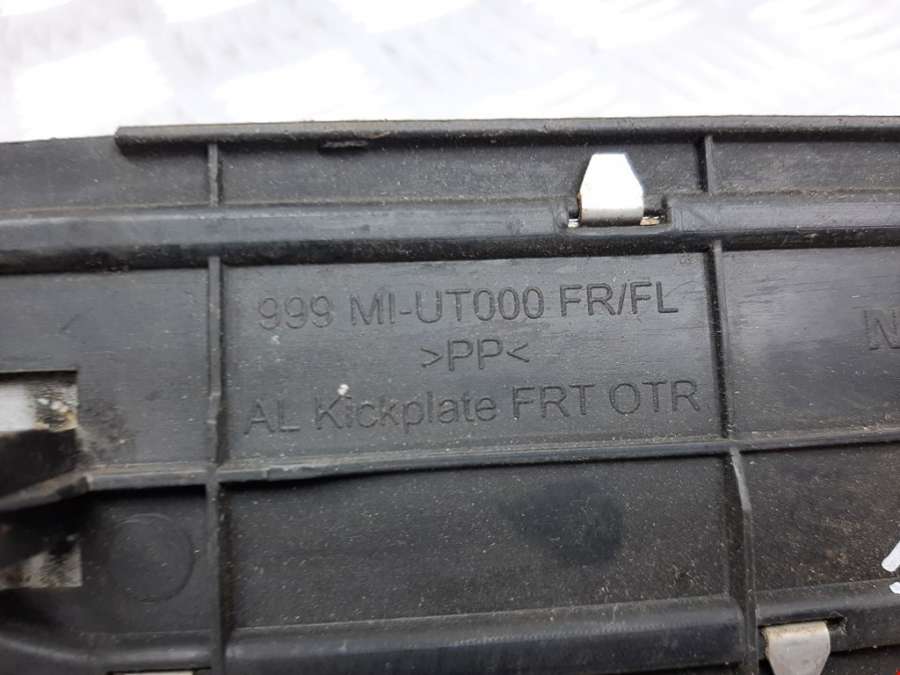 999 MI-UT000 FR/FL
>PP<
AL Kickplate FRT OTR
N